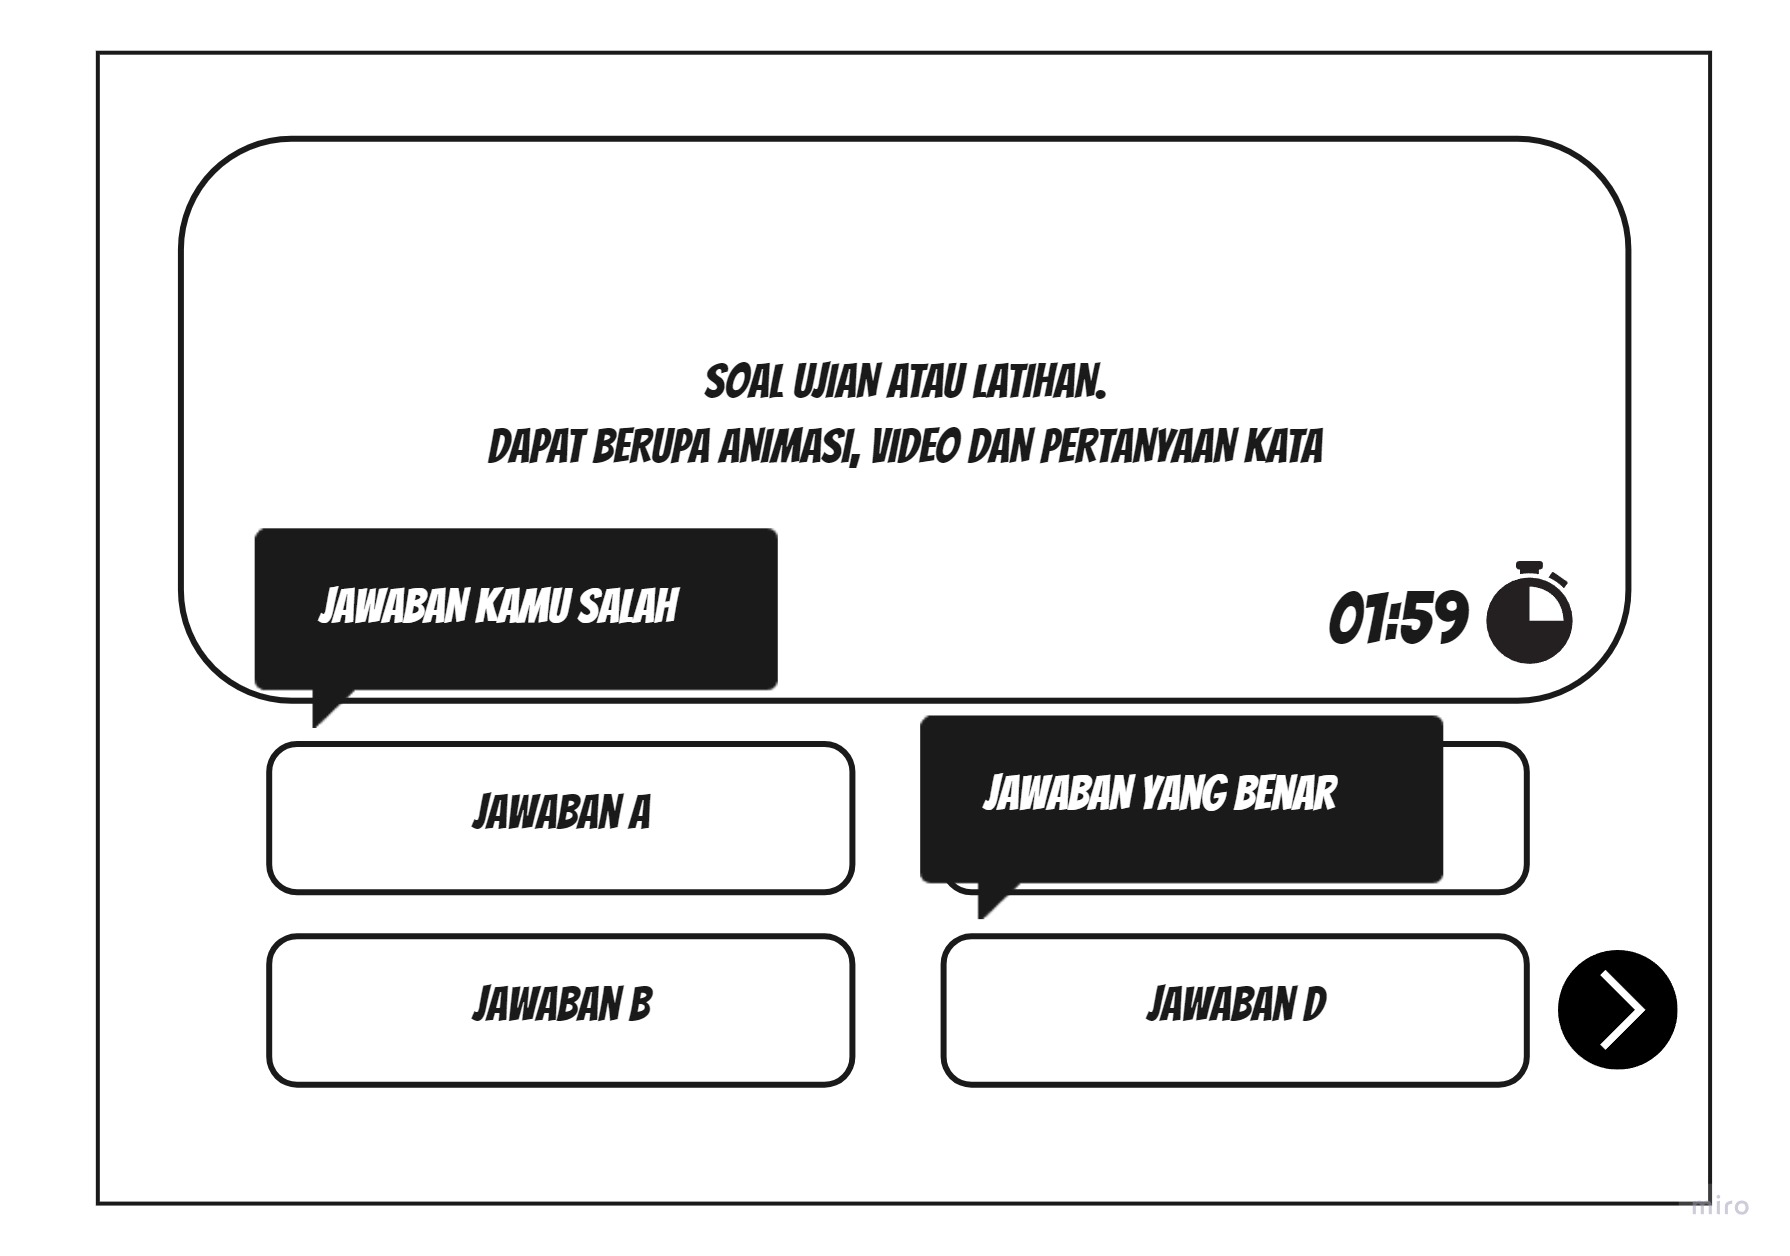 SOAL UJIAN ATAU LATIHAN.
DAPAT BERUPA ANIMASI, VIDEO DAN PERTANYAAN KATA
JAWABAN KAMU SALAH
01:59
JAWABAN A
JAWABAN YANG BENAR
JAWABAN B
JAWABAN D
miro